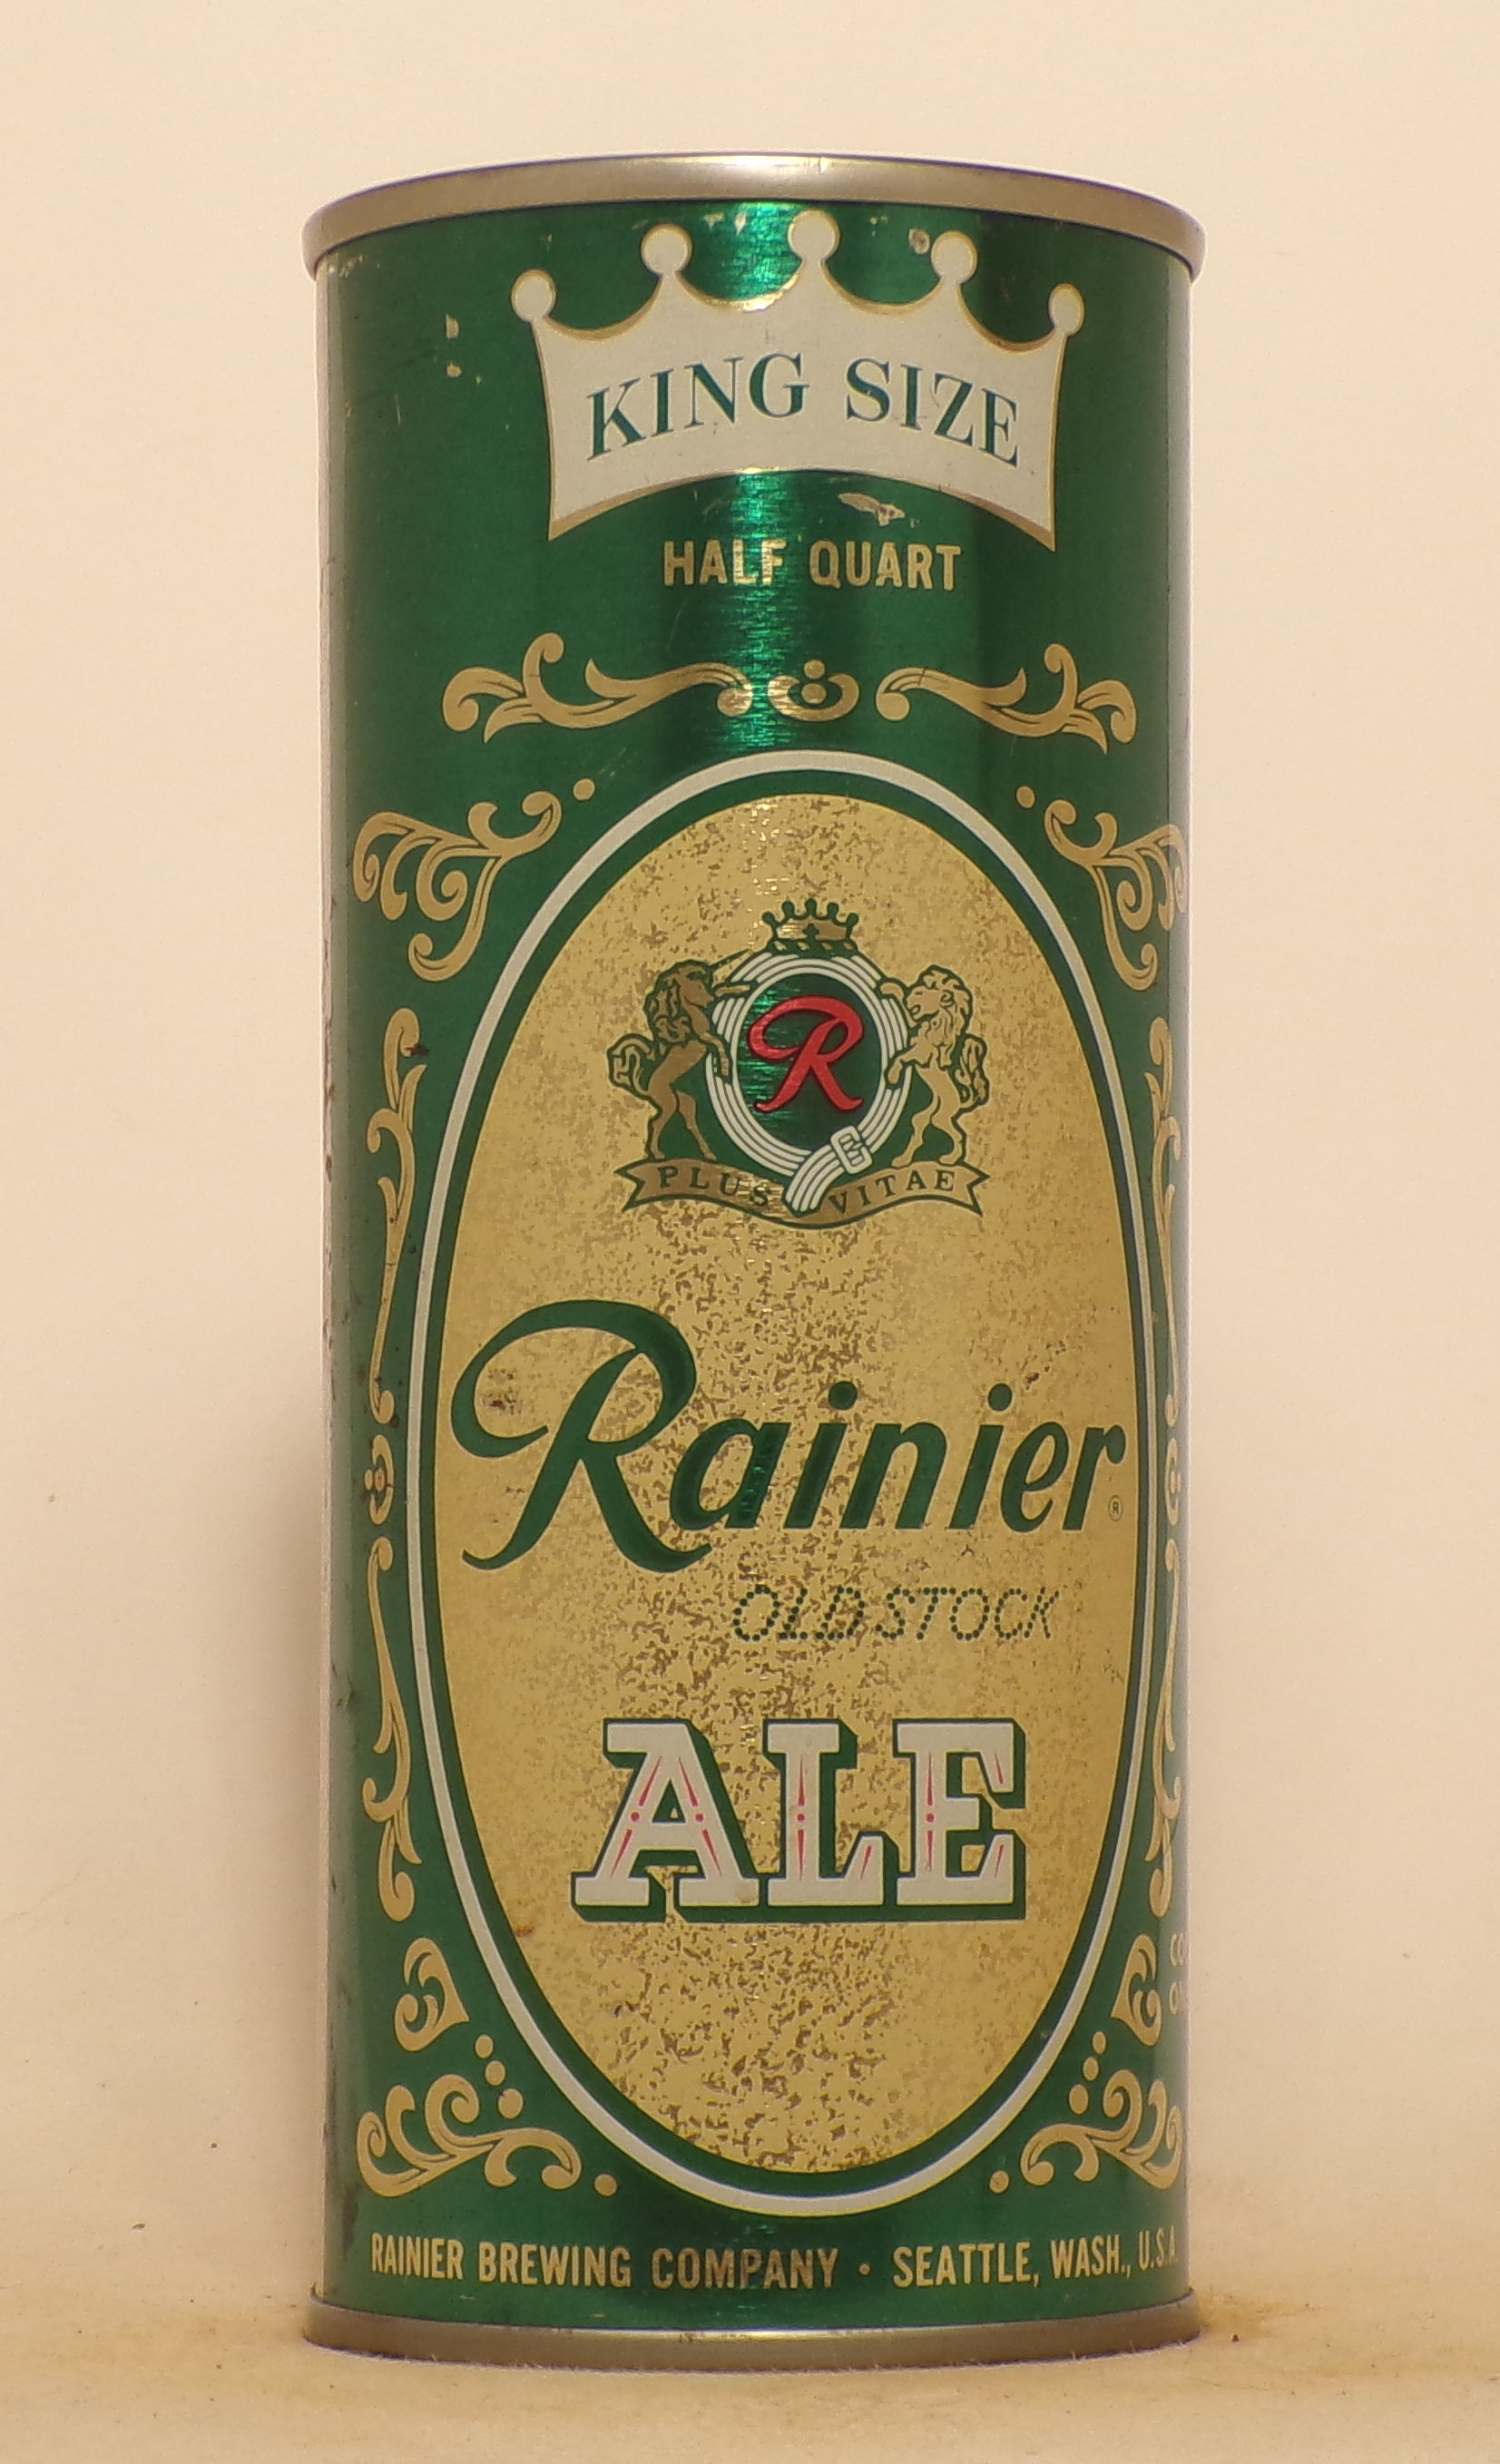 KING SIZE
HALF QUART
R
PLUS VITAE
Rainier ®
OLD STOCK
ALE
RAINIER BREWING COMPANY • SEATTLE, WASH., U.S.A.